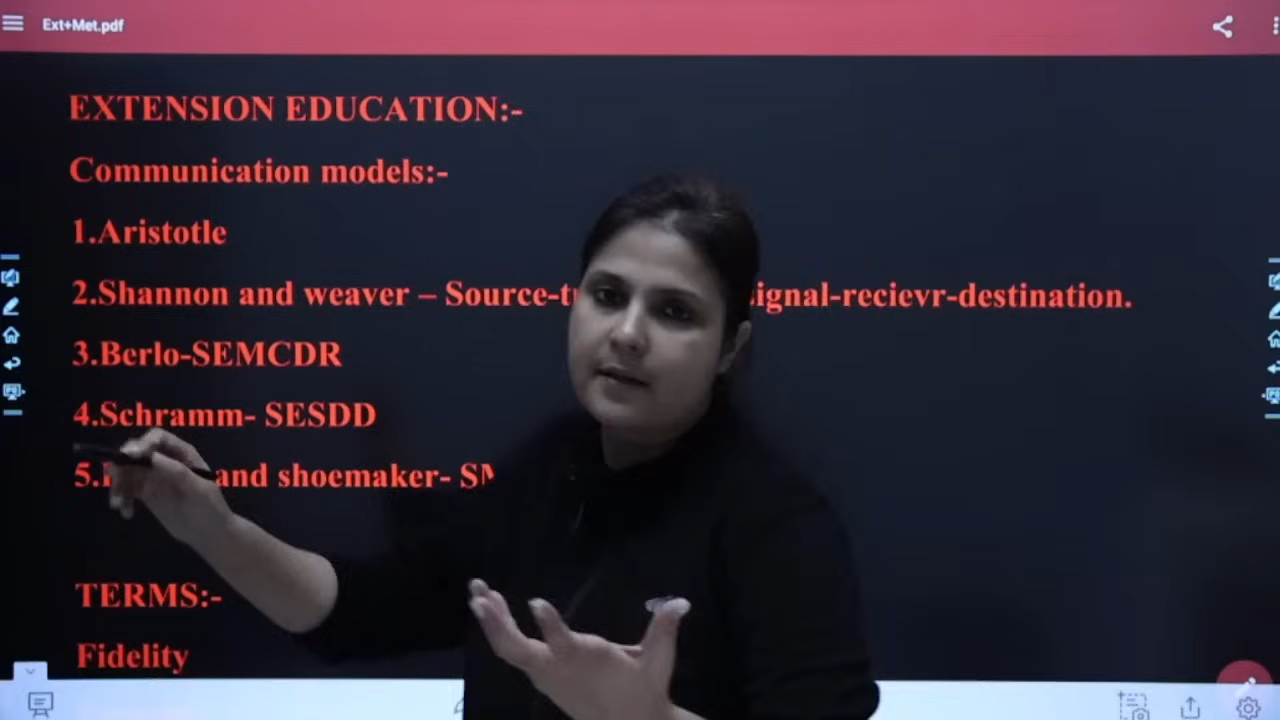 Ext+Met.pdf
EXTENSION EDUCATION:-
Communication models:-
1.Aristotle
2.Shannon and weaver – Source- -recievr-destination.
3.Berlo-SEMCDR
4.Schramm- SESDD
5. and shoemaker-
TERMS:-
Fidelity